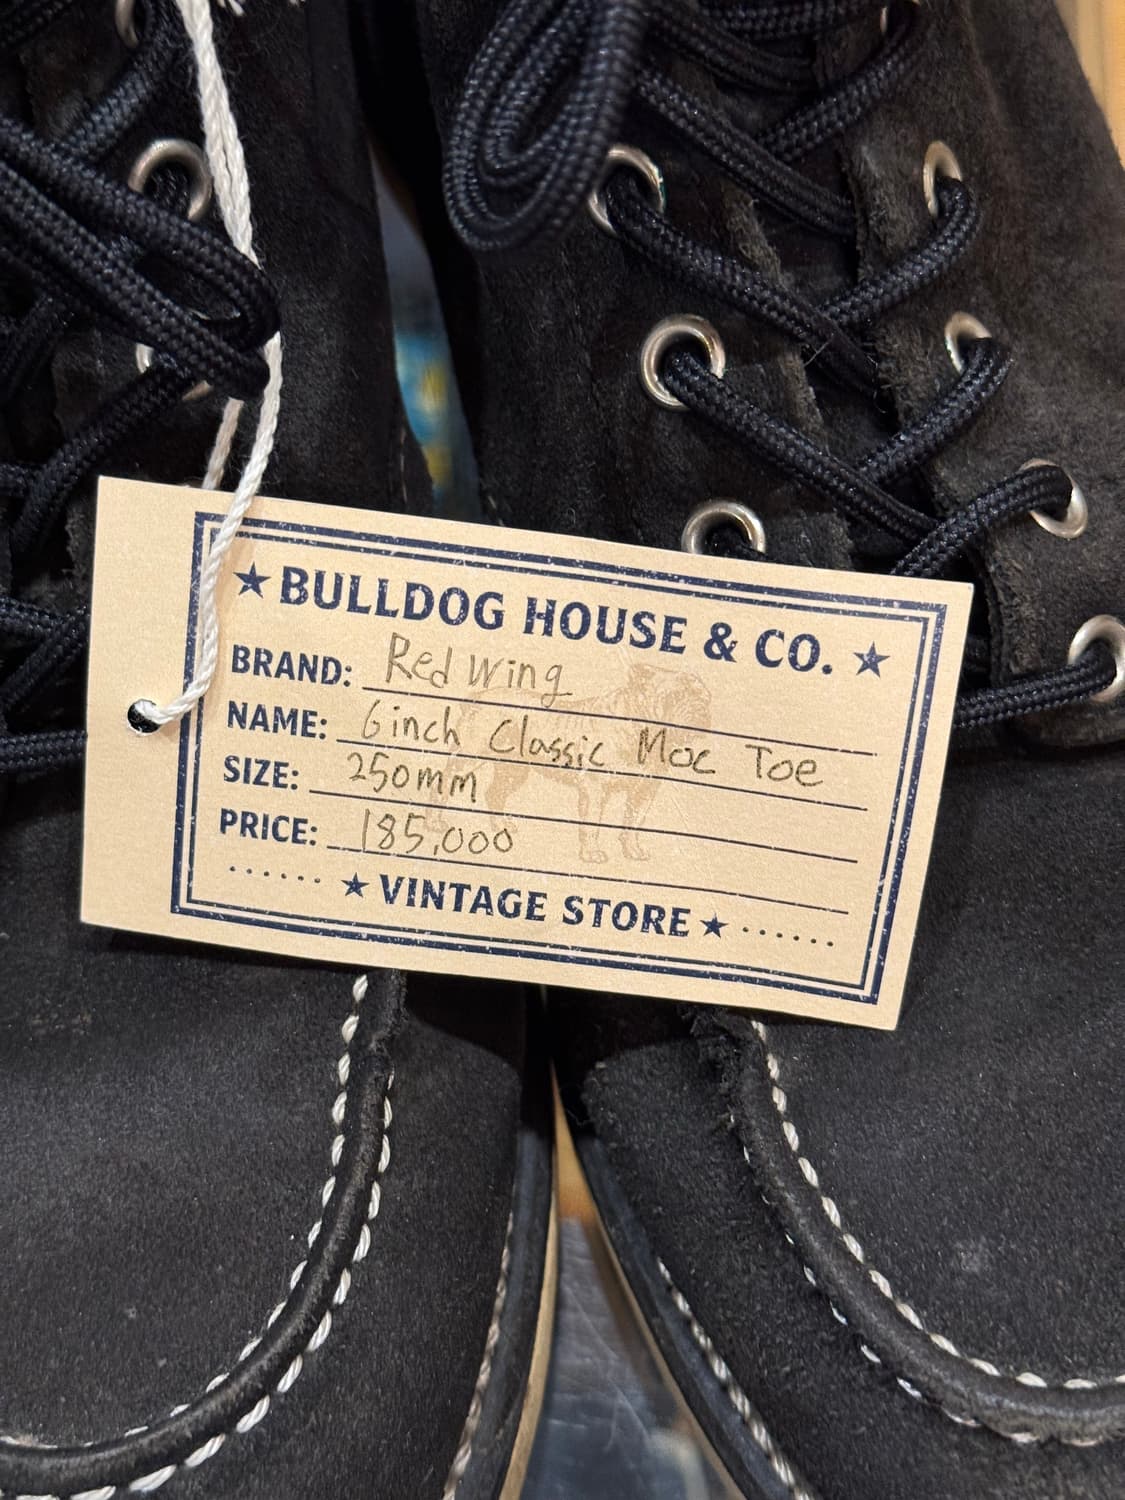 ★BULLDOG HOUSE & CO. ★
BRAND: Red Wing
NAME: 6inch Classic Moc Toe
SIZE: 250mm
PRICE: 185,000
...... ★ VINTAGE STORE ★ ......